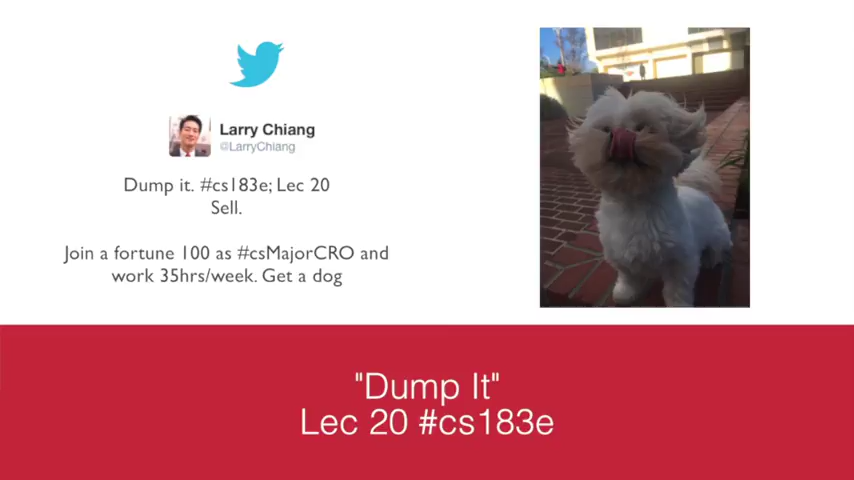 Larry Chiang
@LarryChiang
Dump it. #cs183e; Lec 20
Sell.
Join a fortune 100 as #csMajorCRO and
work 35hrs/week. Get a dog
"Dump It"
Lec 20 #cs183e